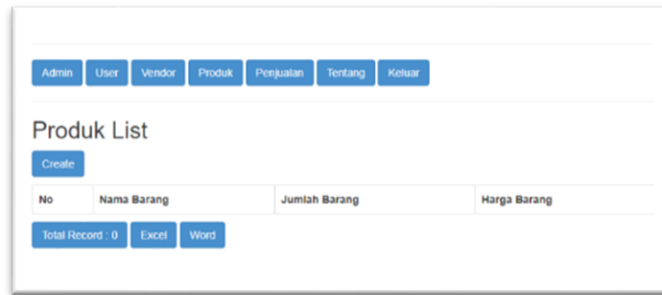 Admin User Vendor Produk Penjualan Tentang Keluar
Produk List
Create
No Nama Barang Jumlah Barang Harga Barang
Total Record : 0 Excel Word